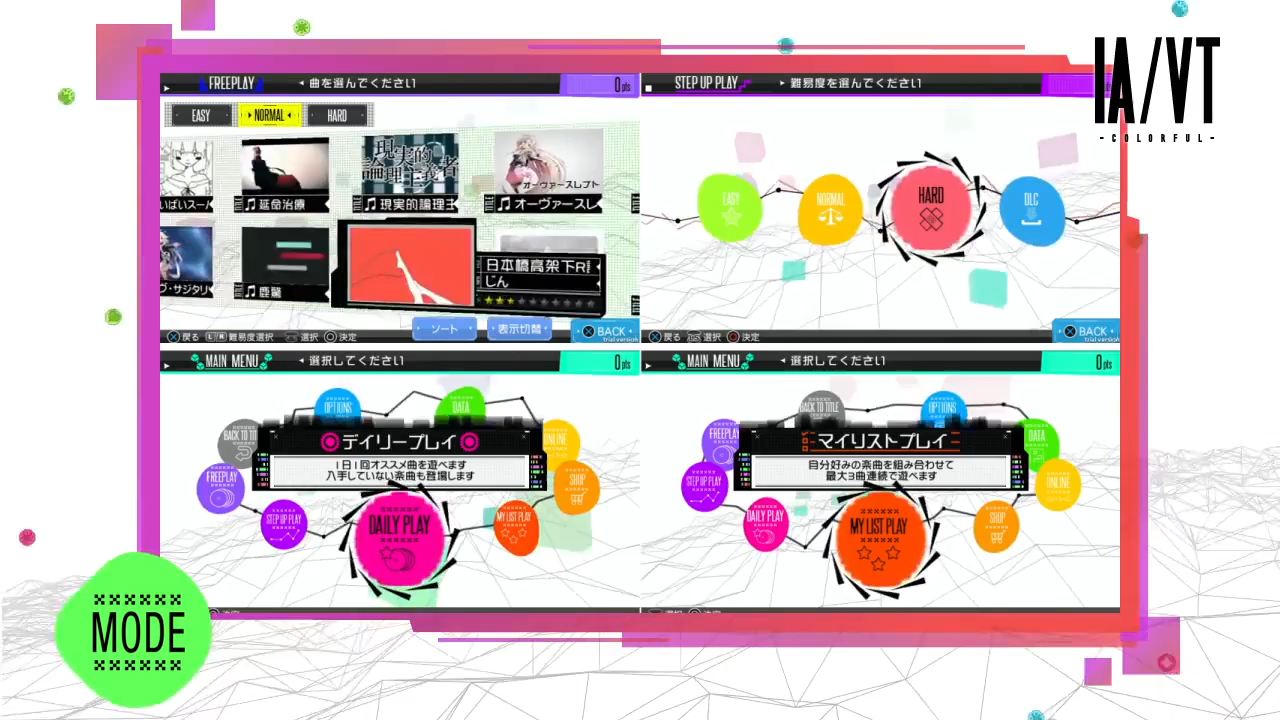 IA/VT
-COLORFUL-
FREEPLAY
曲を選んでください
0pts
EASY
NORMAL
HARD
いぱいスーパ
延命治療
現実的
論理主義者
現実的論理主
オーヴァースレプト
オーヴァースレ
ヴ・サジタリ
鹿驚
日本橋高架下R
じん
ソート
表示切替
BACK
trial version
戻る
L/R 難易度選択
選択
決定
STEP UP PLAY
難易度を選んでください
EASY
NORMAL
HARD
DLC
戻る
選択
決定
BACK
trial version
MAIN MENU
選択してください
0pts
OPTIONS
DATA
BACK TO TI
ONLINE
デイリープレイ
1日1回オススメ曲を遊べます
入手していない楽曲も登場します
FREEPLAY
SHOP
STEP UP PLAY
DAILY PLAY
MY LIST PLAY
MAIN MENU
選択してください
0pts
BACK TO TITLE
OPTIONS
FREEPLAY
DATA
マイリストプレイ
自分好みの楽曲を組み合わせて
最大3曲連続で遊べます
STEP UP PLAY
ONLINE
DAILY PLAY
MY LIST PLAY
SHOP
MODE